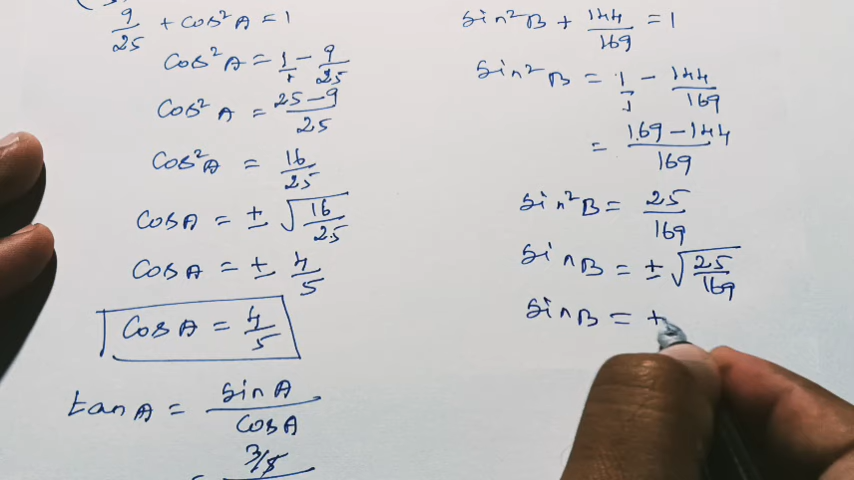 9/25 + cos²A = 1
cos²A = 1/1 - 9/25
cos²A = 25-9/25
cos²A = 16/25
cosA = ± √16/25
cosA = ± 4/5
cosA = 4/5
tanA = sinA/cosA
= 3/5
sin²B + 144/169 = 1
sin²B = 1/1 - 144/169
= 169-144/169
sin²B = 25/169
sinB = ± √25/169
sinB = +